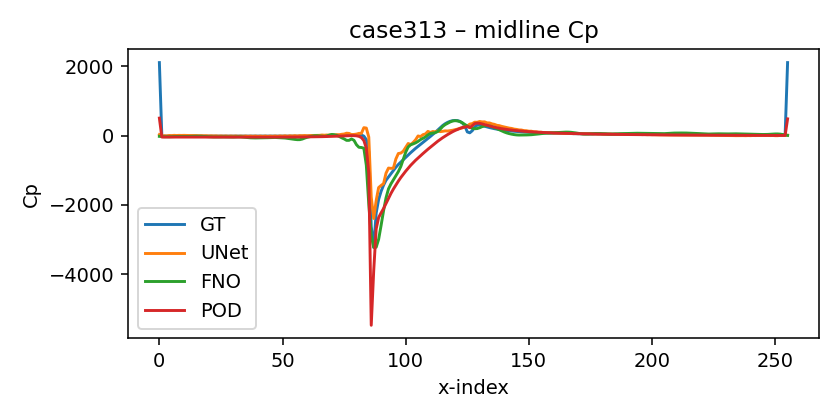 case313 – midline Cp
2000
0
−2000
−4000
Cp
GT
UNet
FNO
POD
0 50 100 150 200 250
x-index